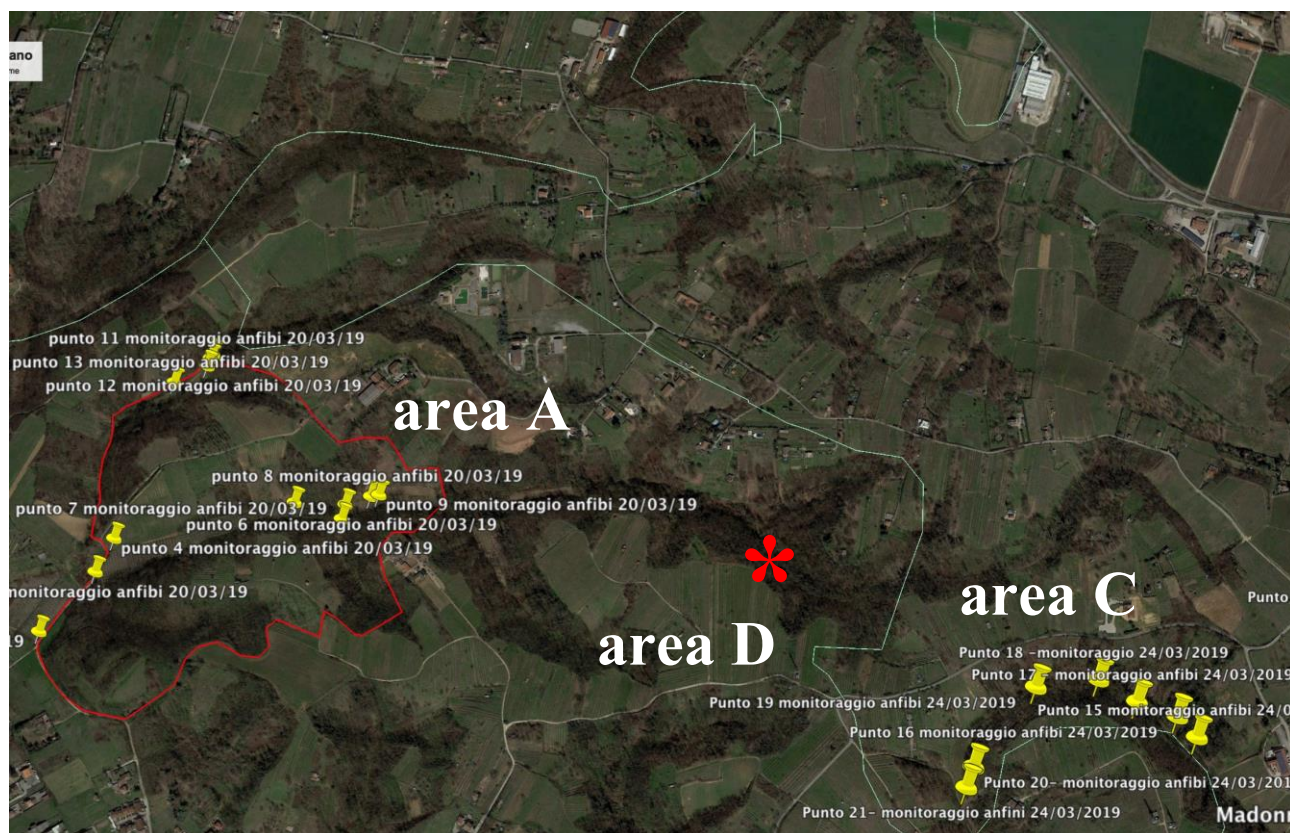 ano
me
punto 11 monitoraggio anfibi 20/03/19
punto 13 monitoraggio anfibi 20/03/19
punto 12 monitoraggio anfibi 20/03/19
area A
punto 8 monitoraggio anfibi 20/03/19
punto 7 monitoraggio anfibi 20/03/19
punto 9 monitoraggio anfibi 20/03/19
punto 6 monitoraggio anfibi 20/03/19
punto 4 monitoraggio anfibi 20/03/19
monitoraggio anfibi 20/03/19
19
*
area C
Punto
area D
Punto 18 -monitoraggio 24/03/2019
Punto 17 - monitoraggio anfibi 24/03/2019
Punto 19 monitoraggio anfibi 24/03/2019
Punto 15 monitoraggio anfibi 24/0
Punto 16 monitoraggio anfibi 24/03/2019
Punto 20- monitoraggio anfibi 24/03/201
Punto 21- monitoraggio anfini 24/03/2019
Madonn